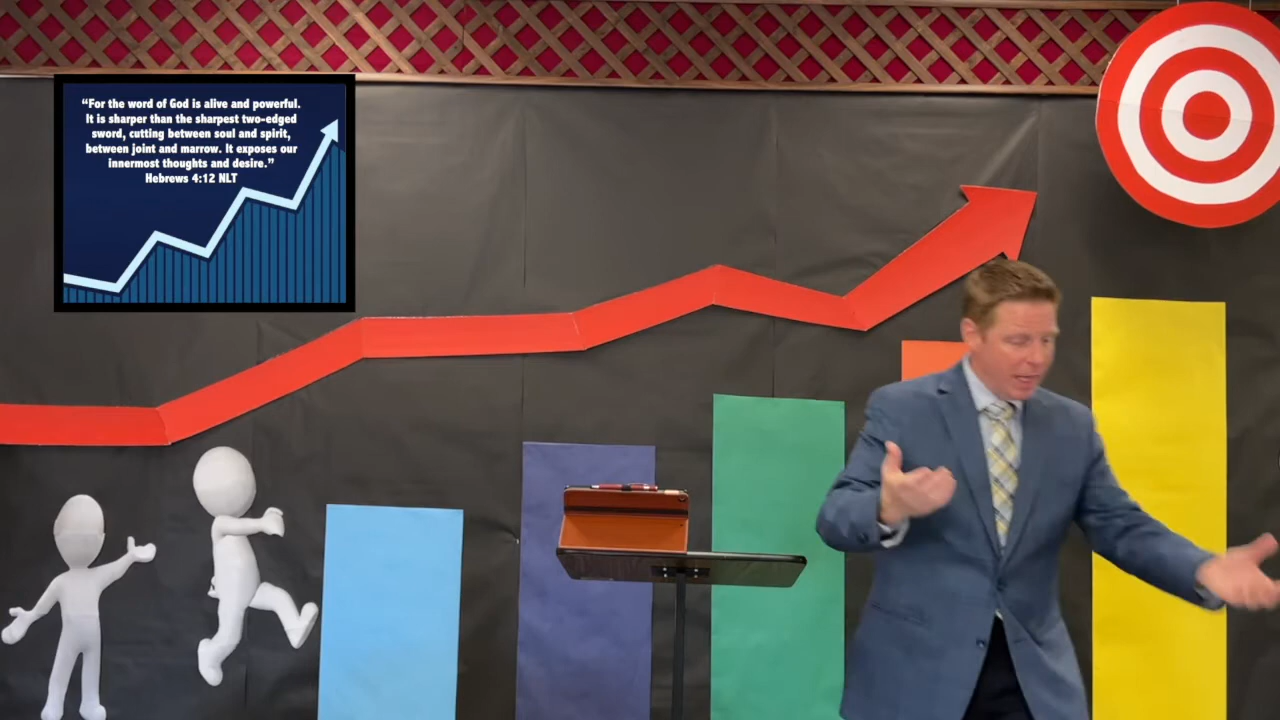 “For the word of God is alive and powerful.
It is sharper than the sharpest two-edged
sword, cutting between soul and spirit,
between joint and marrow. It exposes our
innermost thoughts and desire.”
Hebrews 4:12 NLT